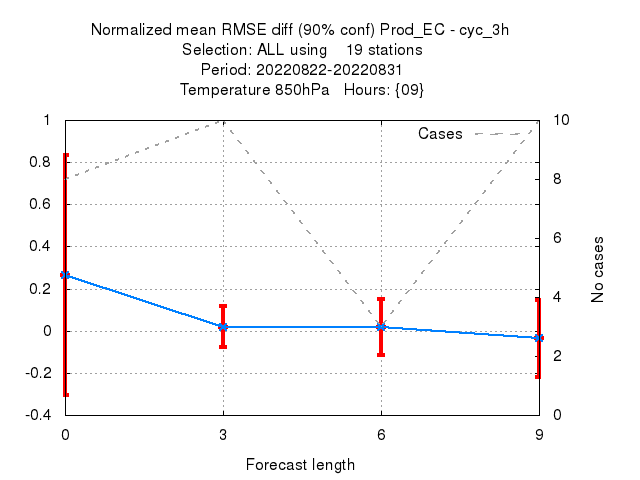 Normalized mean RMSE diff (90% conf) Prod_EC - cyc_3h
Selection: ALL using    19 stations
Period: 20220822-20220831
Temperature 850hPa   Hours: {09}
Cases
1
0.8
0.6
0.4
0.2
0
-0.2
-0.4
10
8
6
4
2
0
No cases
0 3 6 9
Forecast length